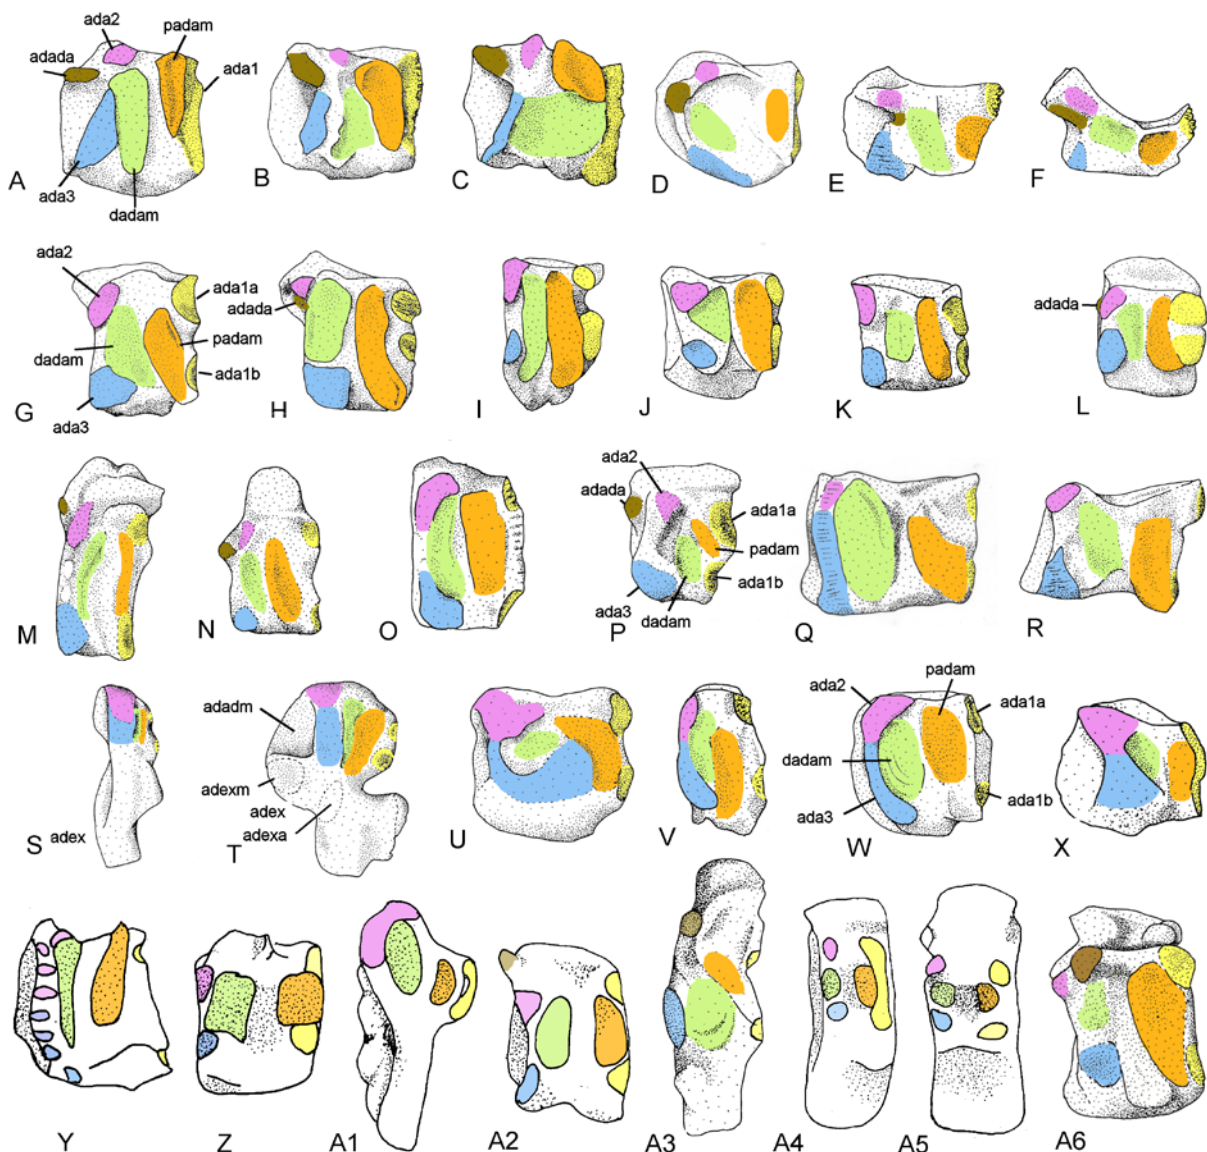 ada2
padam
adada
ada1
A
B
C
D
E
F
ada3
dadam
ada2
ada1a
adada
adada
dadam
padam
ada1b
G
H
I
J
K
L
ada3
ada2
adada
ada1a
padam
ada1b
M
N
O
P
Q
R
ada3
dadam
padam
ada2
ada1a
adadm
dadam
adexm
adex
ada1b
S
adex
T
adexa
U
V
ada3
W
X
Y
Z
A1
A2
A3
A4
A5
A6